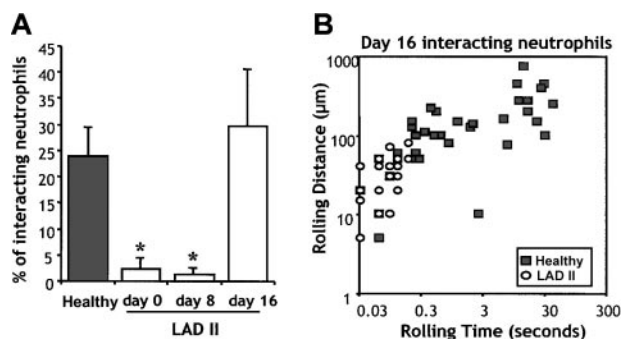 A
% of interacting neutrophils
45
40
35
30
25
20
15
10
5
0
* *
Healthy day 0 day 8 day 16
LAD II
B
Day 16 interacting neutrophils
Rolling Distance (µm)
1000
100
10
1
Healthy
LAD II
0.03 0.3 3 30 300
Rolling Time (seconds)